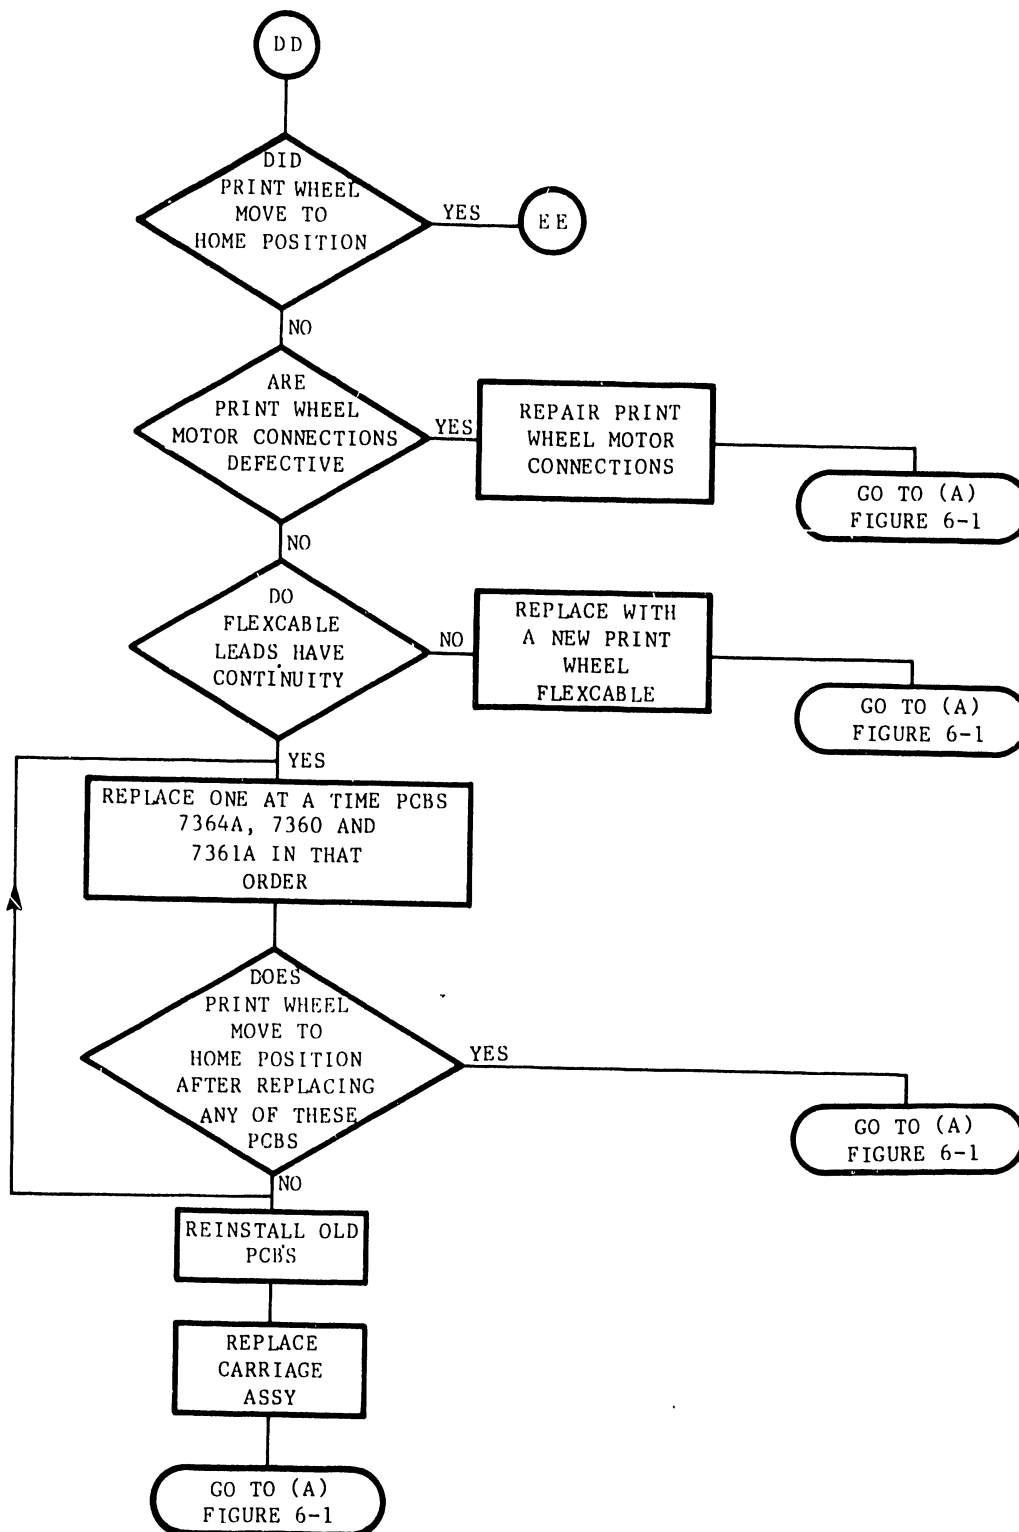 DD
DID
PRINT WHEEL
MOVE TO
HOME POSITION
YES
EE
NO
ARE
PRINT WHEEL
MOTOR CONNECTIONS
DEFECTIVE
YES
REPAIR PRINT
WHEEL MOTOR
CONNECTIONS
GO TO (A)
FIGURE 6-1
NO
DO
FLEXCABLE
LEADS HAVE
CONTINUITY
NO
REPLACE WITH
A NEW PRINT
WHEEL
FLEXCABLE
GO TO (A)
FIGURE 6-1
YES
REPLACE ONE AT A TIME PCBS
7364A, 7360 AND
7361A IN THAT
ORDER
DOES
PRINT WHEEL
MOVE TO
HOME POSITION
AFTER REPLACING
ANY OF THESE
PCBS
YES
GO TO (A)
FIGURE 6-1
NO
REINSTALL OLD
PCB'S
REPLACE
CARRIAGE
ASSY
GO TO (A)
FIGURE 6-1